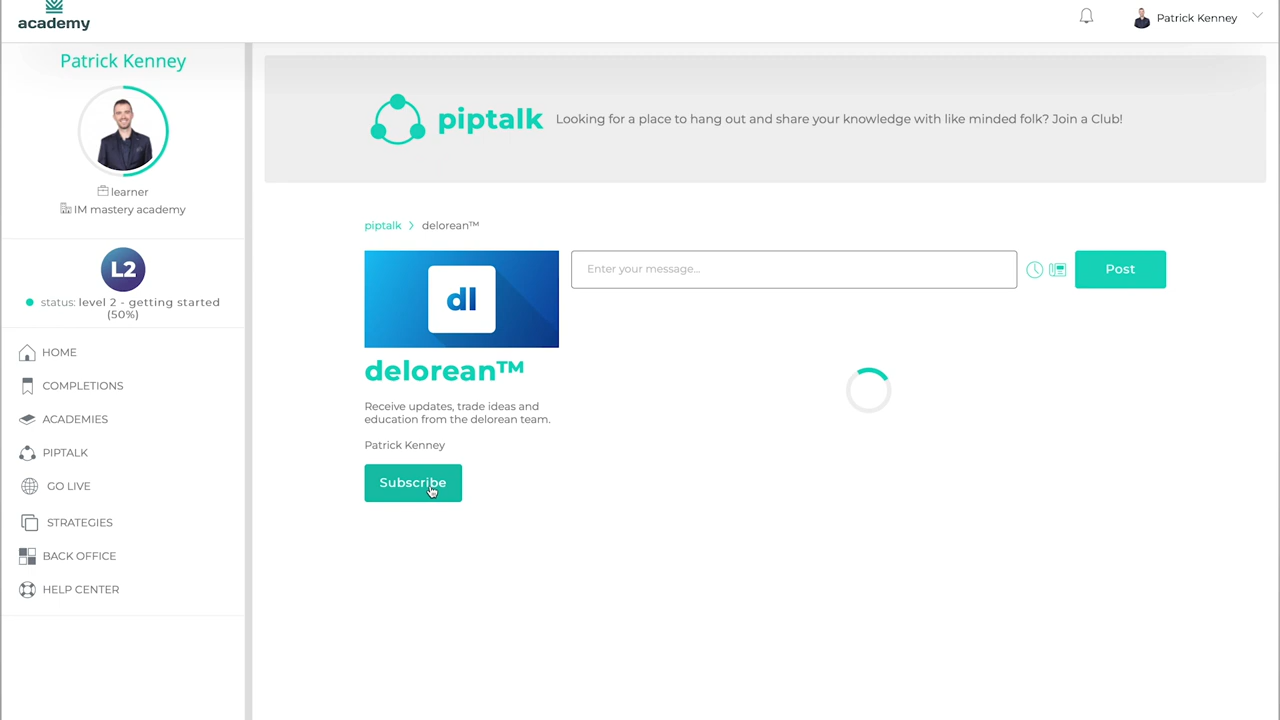 academy
Patrick Kenney
Patrick Kenney
learner
IM mastery academy
L2
status: level 2 - getting started
(50%)
HOME
COMPLETIONS
ACADEMIES
PIPTALK
GO LIVE
STRATEGIES
BACK OFFICE
HELP CENTER
piptalk
Looking for a place to hang out and share your knowledge with like minded folk? Join a Club!
piptalk > delorean™
dl
delorean™
Receive updates, trade ideas and
education from the delorean team.
Patrick Kenney
Subscribe
Enter your message...
Post